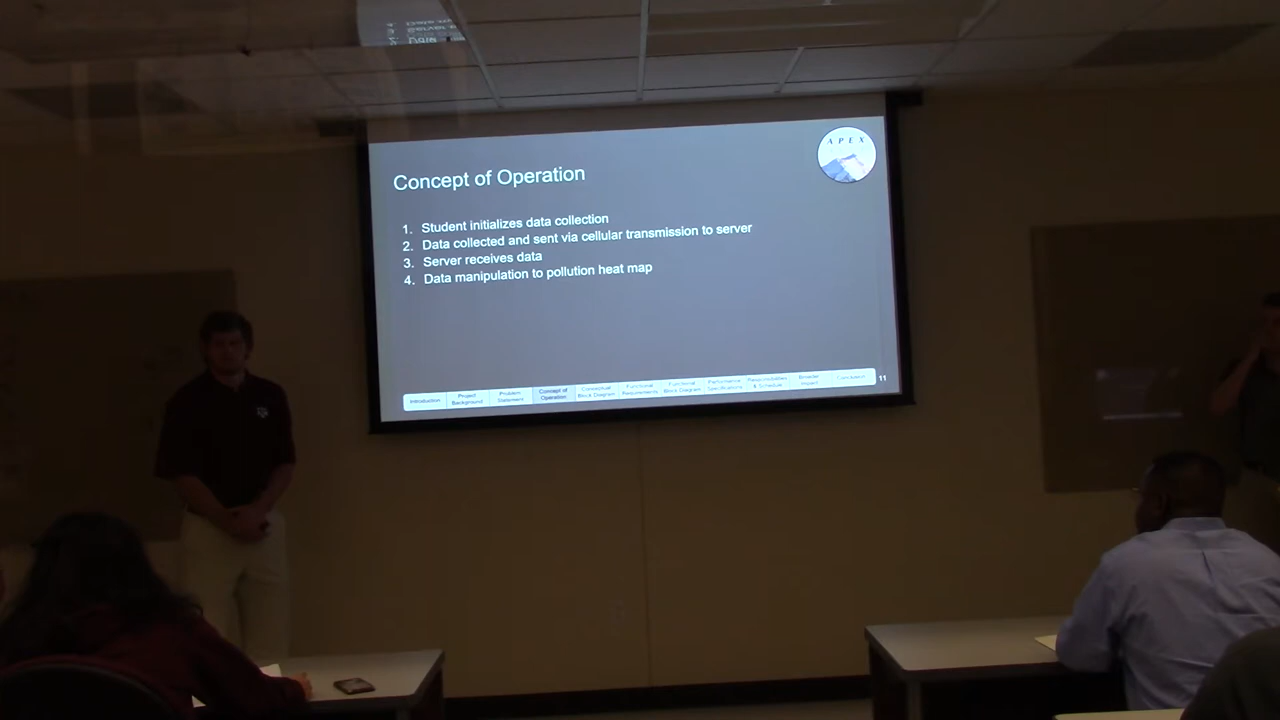 APEX
Concept of Operation
1. Student initializes data collection
2. Data collected and sent via cellular transmission to server
3. Server receives data
4. Data manipulation to pollution heat map
Introduction
Project Background
Problem Statement
Concept of Operation
Conceptual Block Diagram
Functional Requirements
Functional Block Diagram
Performance Specifications
Responsibilities & Schedule
Broader Impact
Conclusion
11